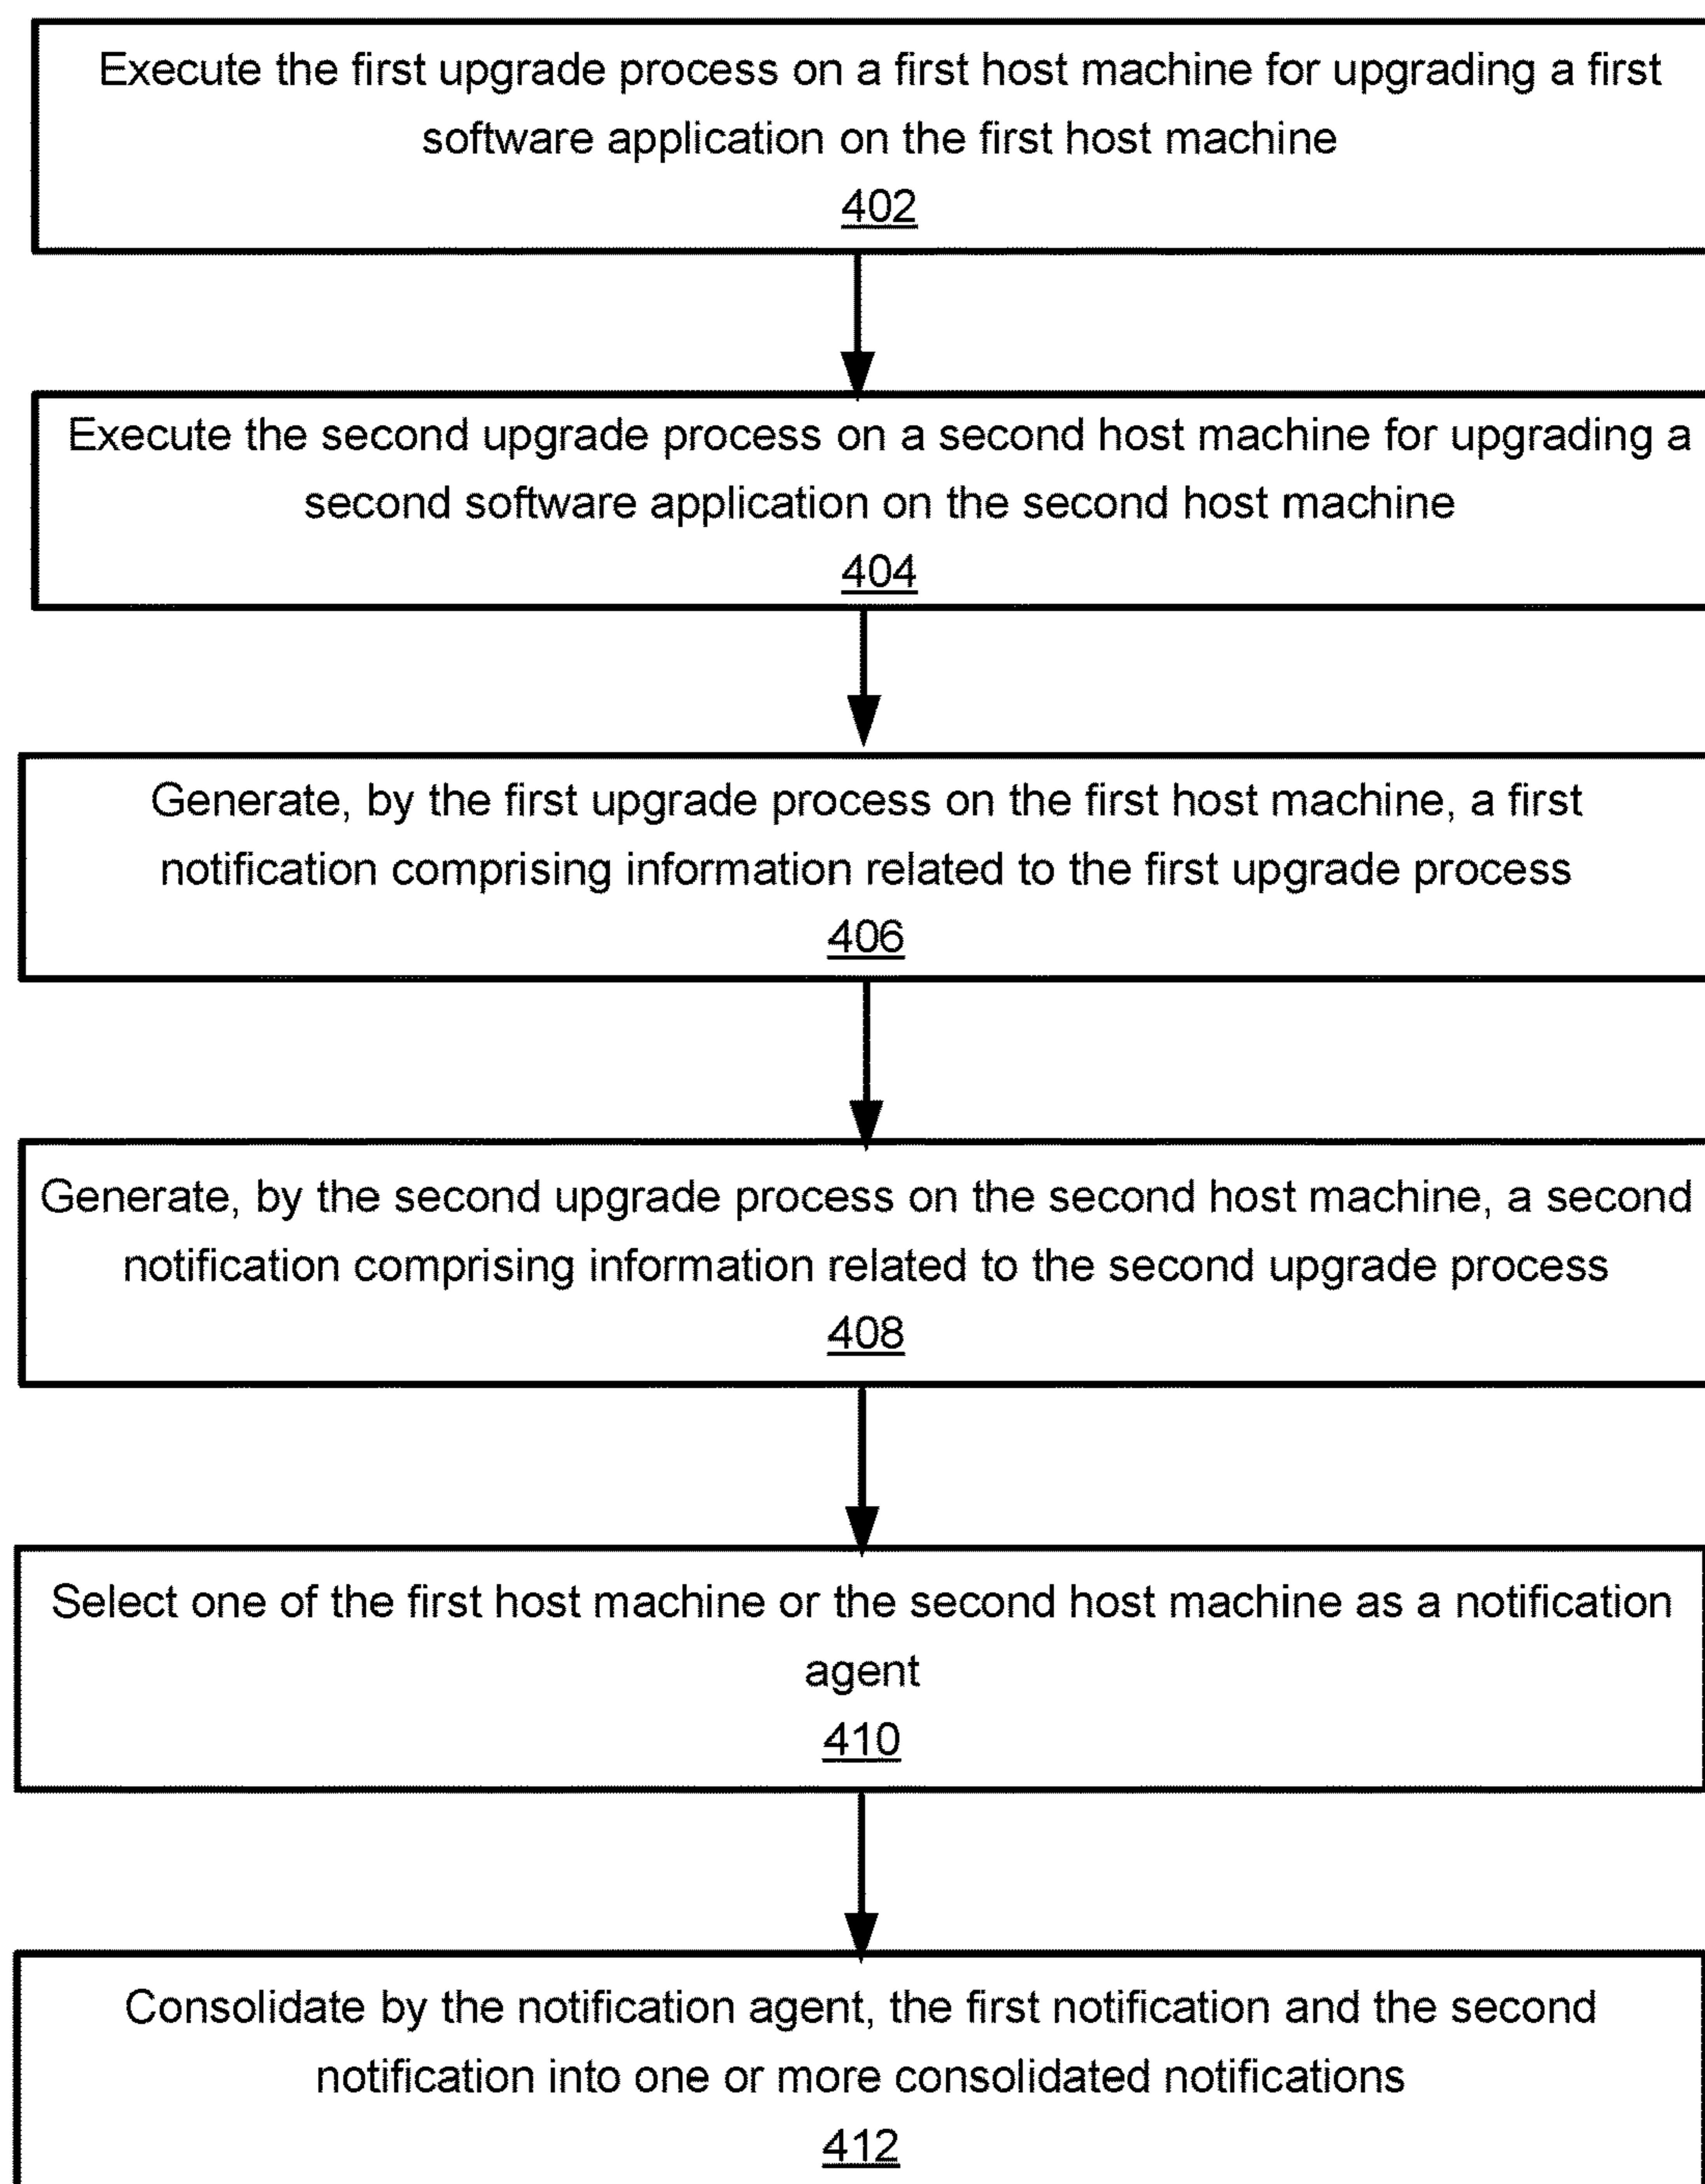 Execute the first upgrade process on a first host machine for upgrading a first
software application on the first host machine
402
Execute the second upgrade process on a second host machine for upgrading a
second software application on the second host machine
404
Generate, by the first upgrade process on the first host machine, a first
notification comprising information related to the first upgrade process
406
Generate, by the second upgrade process on the second host machine, a second
notification comprising information related to the second upgrade process
408
Select one of the first host machine or the second host machine as a notification
agent
410
Consolidate by the notification agent, the first notification and the second
notification into one or more consolidated notifications
412